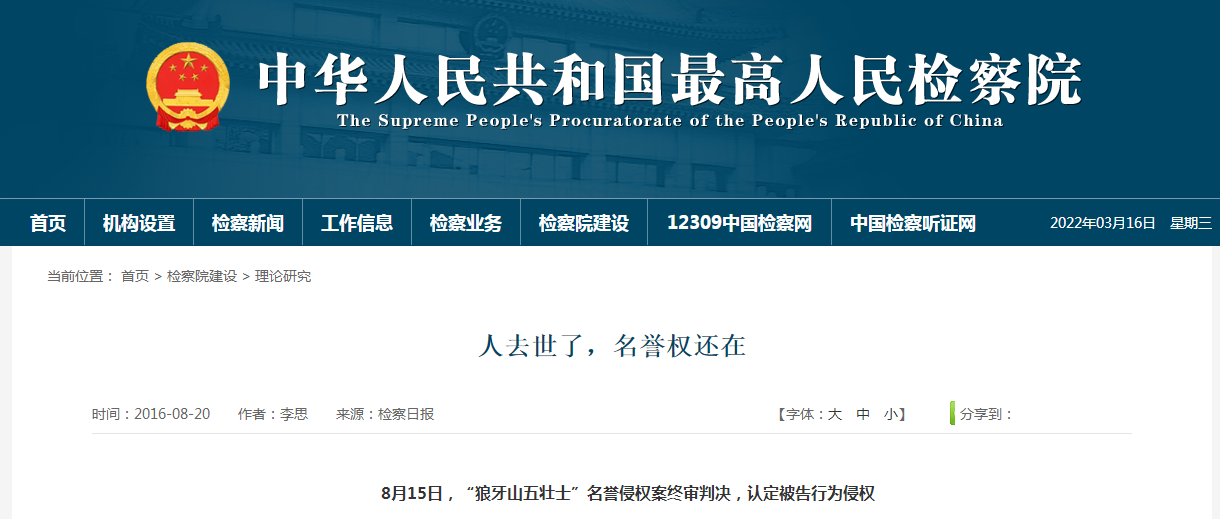 中华人民共和国最高人民检察院
The Supreme People's Procuratorate of the People's Republic of China
首页 机构设置 检察新闻 工作信息 检察业务 检察院建设 12309中国检察网 中国检察听证网 2022年03月16日 星期三
当前位置： 首页 > 检察院建设 > 理论研究
人去世了，名誉权还在
时间：2016-08-20 作者：李思 来源：检察日报 【字体：大 中 小】 分享到：
8月15日，“狼牙山五壮士”名誉侵权案终审判决，认定被告行为侵权